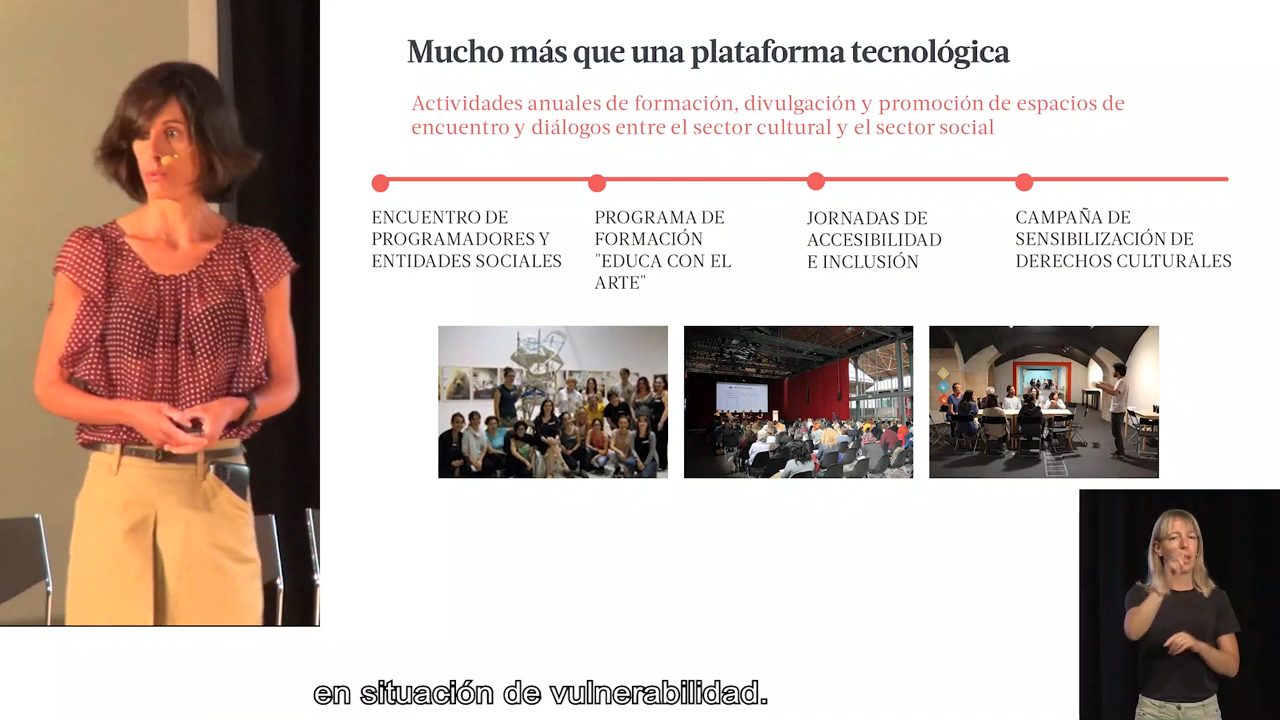 Mucho más que una plataforma tecnológica
Actividades anuales de formación, divulgación y promoción de espacios de
encuentro y diálogos entre el sector cultural y el sector social
ENCUENTRO DE
PROGRAMADORES Y
ENTIDADES SOCIALES
PROGRAMA DE
FORMACIÓN
"EDUCA CON EL
ARTE"
JORNADAS DE
ACCESIBILIDAD
E INCLUSIÓN
CAMPAÑA DE
SENSIBILIZACIÓN DE
DERECHOS CULTURALES
en situación de vulnerabilidad.